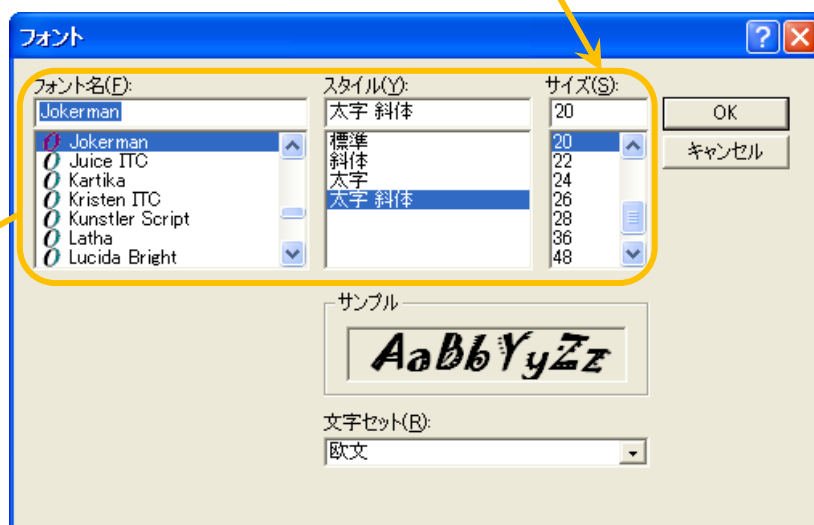 フォント
フォント名(F):
Jokerman
Jokerman
Juice ITC
Kartika
Kristen ITC
Kunstler Script
Latha
Lucida Bright
スタイル(Y):
太字 斜体
標準
斜体
太字
太字 斜体
サイズ(S):
20
20
22
24
26
28
36
48
OK
キャンセル
サンプル
AaBbYyZz
文字セット(R):
欧文